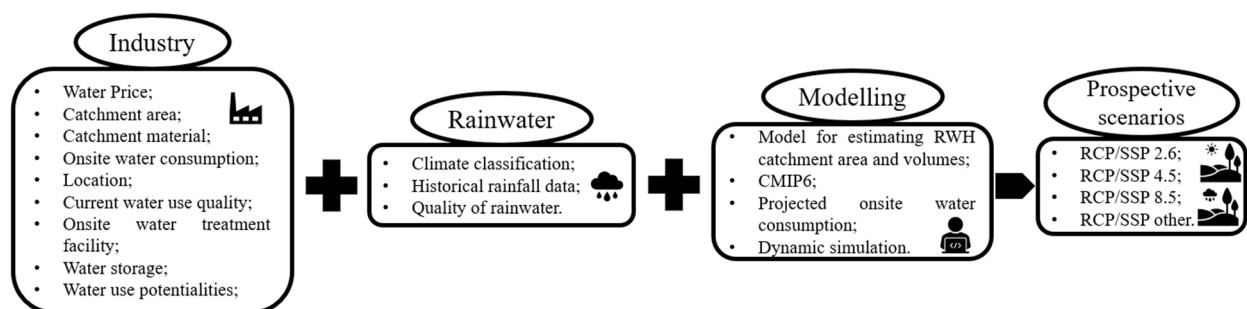 Industry
• Water Price;
• Catchment area;
• Catchment material;
• Onsite water consumption;
• Location;
• Current water use quality;
• Onsite water treatment
facility;
• Water storage;
• Water use potentialities;
Rainwater
• Climate classification;
• Historical rainfall data;
• Quality of rainwater.
Modelling
• Model for estimating RWH
catchment area and volumes;
• CMIP6;
• Projected onsite water
consumption;
• Dynamic simulation.
</>
Prospective
scenarios
• RCP/SSP 2.6;
• RCP/SSP 4.5;
• RCP/SSP 8.5;
• RCP/SSP other.